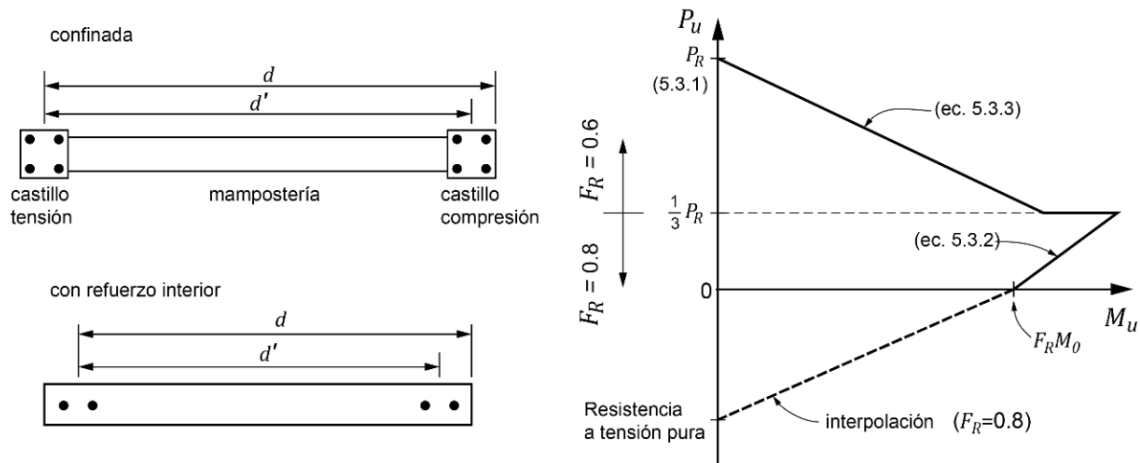 confinada
d
d'
castillo
tensión
mampostería
castillo
compresión
con refuerzo interior
d
d'
P_u
P_R
(5.3.1)
(ec. 5.3.3)
F_R = 0.6
1/3 P_R
(ec. 5.3.2)
F_R = 0.8
0
M_u
F_R M_0
Resistencia
a tensión pura
interpolación (F_R=0.8)